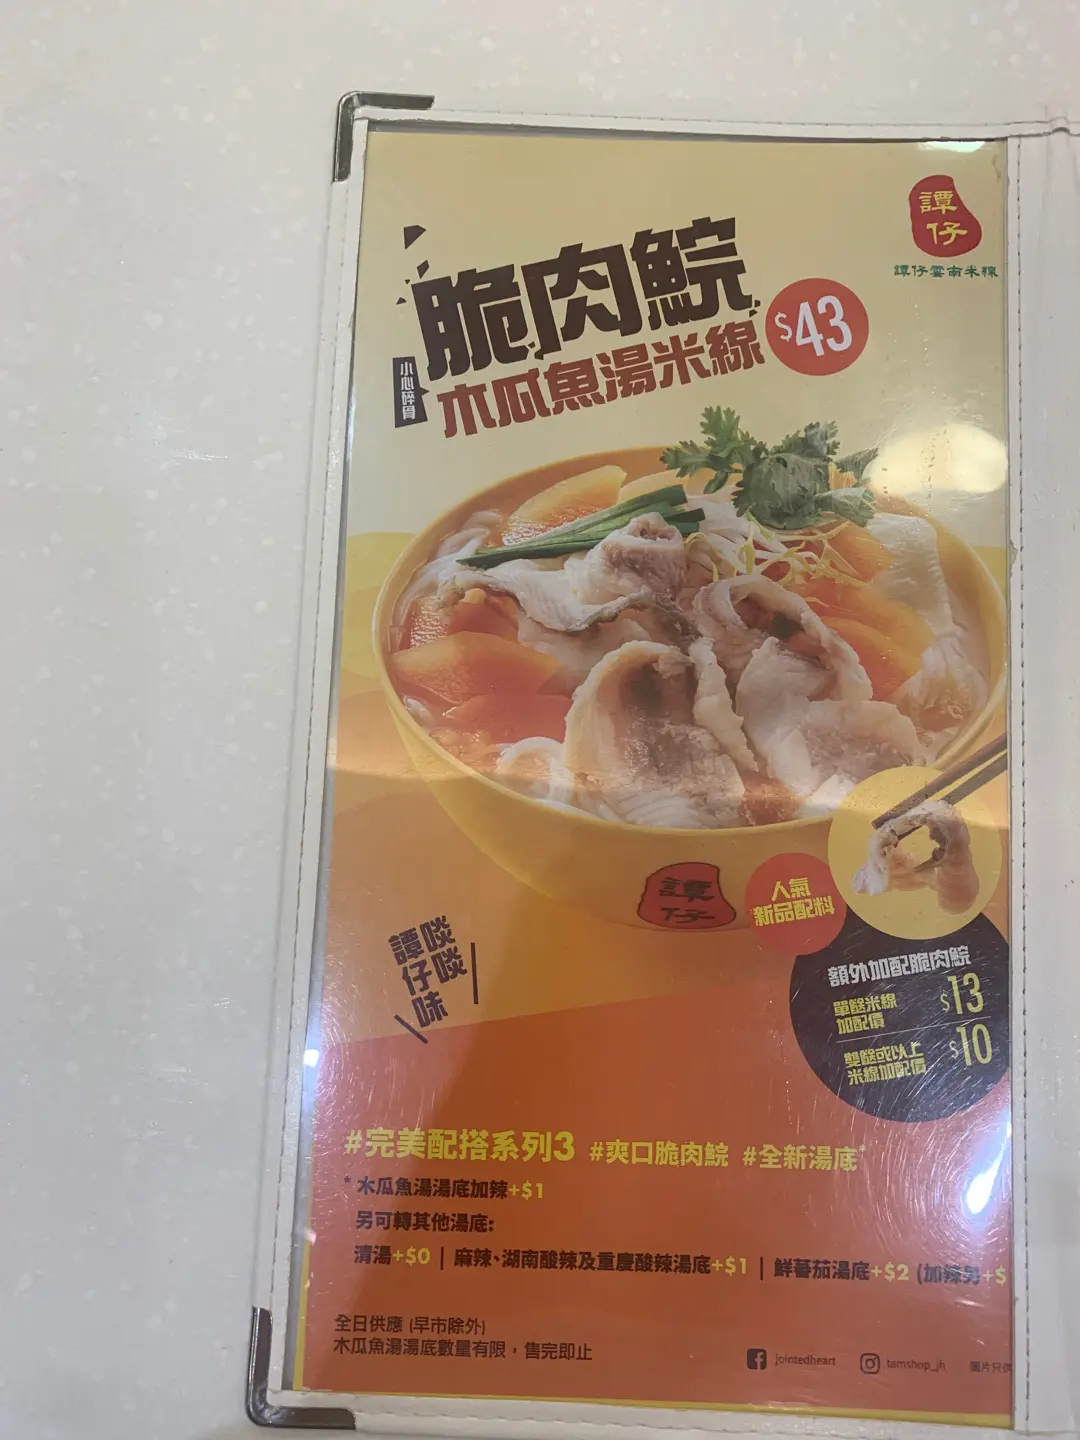 譚仔
譚仔雲南米線
脆肉鯇
$43
小心碎骨
木瓜魚湯米線
譚仔
人氣
新品配料
譚仔味
啖啖
額外加配脆肉鯇
單餸米線
加配價
$13
雙餸或以上
米線加配價
$10
#完美配搭系列3 #爽口脆肉鯇 #全新湯底*
*木瓜魚湯湯底加辣+$1
另可轉其他湯底:
清湯+$0 | 麻辣、湖南酸辣及重慶酸辣湯底+$1 | 鮮蕃茄湯底+$2 (加辣另+$
全日供應 (早市除外)
木瓜魚湯湯底數量有限，售完即止
jointedheart
tamshop_jh
圖片只供